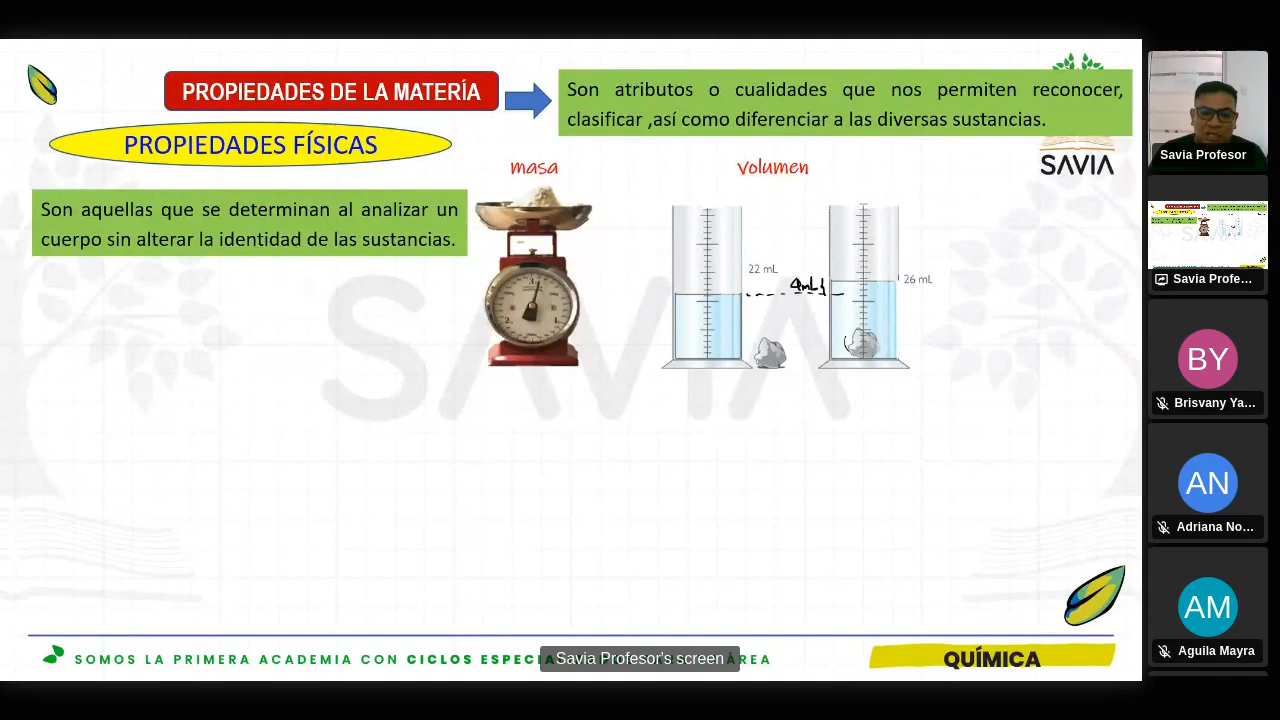 PROPIEDADES DE LA MATERÍA
Son atributos o cualidades que nos permiten reconocer,
clasificar ,así como diferenciar a las diversas sustancias.
PROPIEDADES FÍSICAS
SAVIA
masa
Volumen
Son aquellas que se determinan al analizar un
cuerpo sin alterar la identidad de las sustancias.
22 mL
4mL
26 mL
SAVIA
SOMOS LA PRIMERA ACADEMIA CON CICLOS ESPECI
Savia Profesor's screen
ÁREA
QUÍMICA
Savia Profesor
Savia Profe...
BY
Brisvany Ya...
AN
Adriana No...
AM
Aguila Mayra